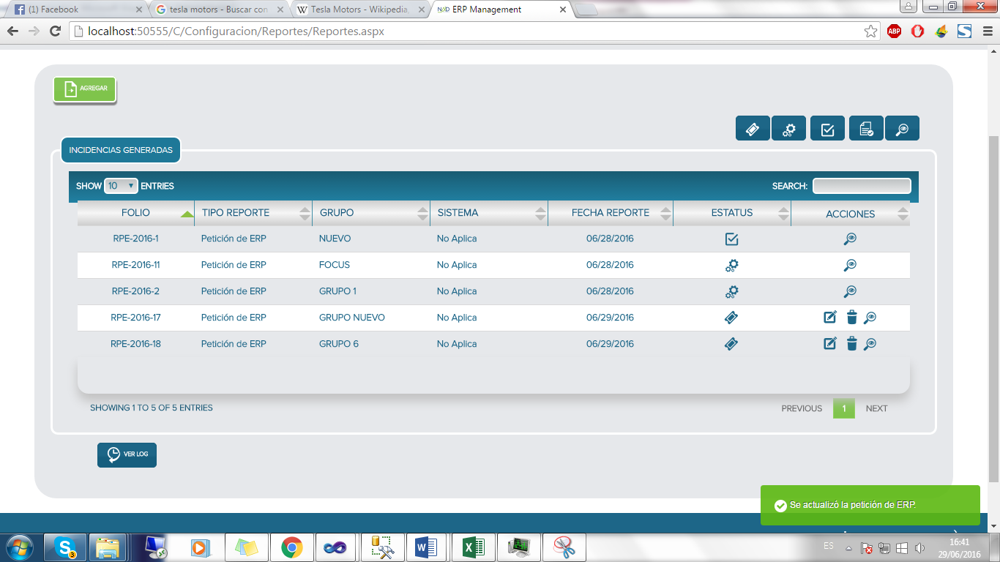 (1) Facebook
tesla motors - Buscar con
Tesla Motors - Wikipedia,
NAD ERP Management
localhost:50555/C/Configuracion/Reportes/Reportes.aspx
ABP
AGREGAR
INCIDENCIAS GENERADAS
SHOW 10 ENTRIES
SEARCH:
FOLIO TIPO REPORTE GRUPO SISTEMA FECHA REPORTE ESTATUS ACCIONES
RPE-2016-1 Petición de ERP NUEVO No Aplica 06/28/2016
RPE-2016-11 Petición de ERP FOCUS No Aplica 06/28/2016
RPE-2016-2 Petición de ERP GRUPO 1 No Aplica 06/28/2016
RPE-2016-17 Petición de ERP GRUPO NUEVO No Aplica 06/29/2016
RPE-2016-18 Petición de ERP GRUPO 6 No Aplica 06/29/2016
SHOWING 1 TO 5 OF 5 ENTRIES
PREVIOUS 1 NEXT
VER LOG
Se actualizó la petición de ERP.
3
ES
16:41
29/06/2016